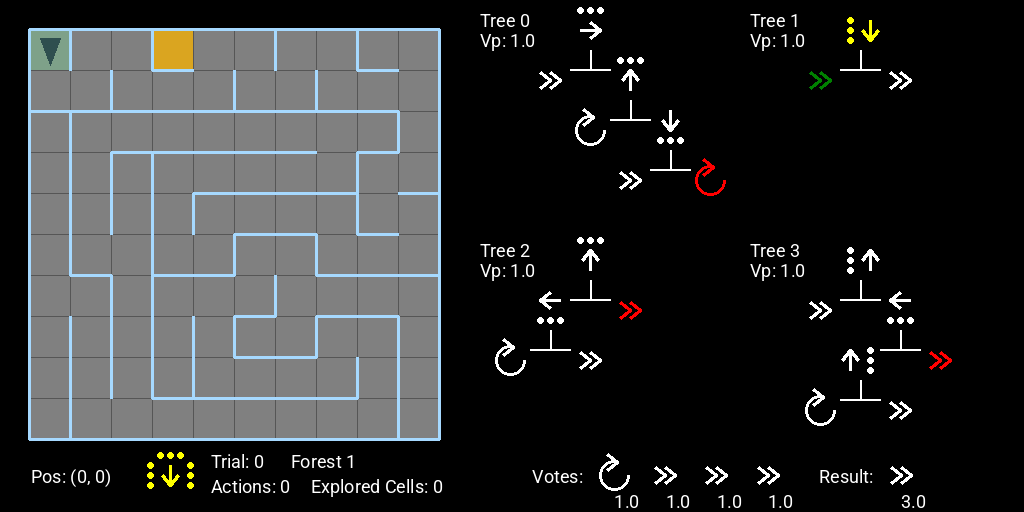 Tree 0
Vp: 1.0
Tree 1
Vp: 1.0
Tree 2
Vp: 1.0
Tree 3
Vp: 1.0
Pos: (0, 0)
Trial: 0 Forest 1
Actions: 0 Explored Cells: 0
Votes: Result:
1.0 1.0 1.0 1.0 3.0